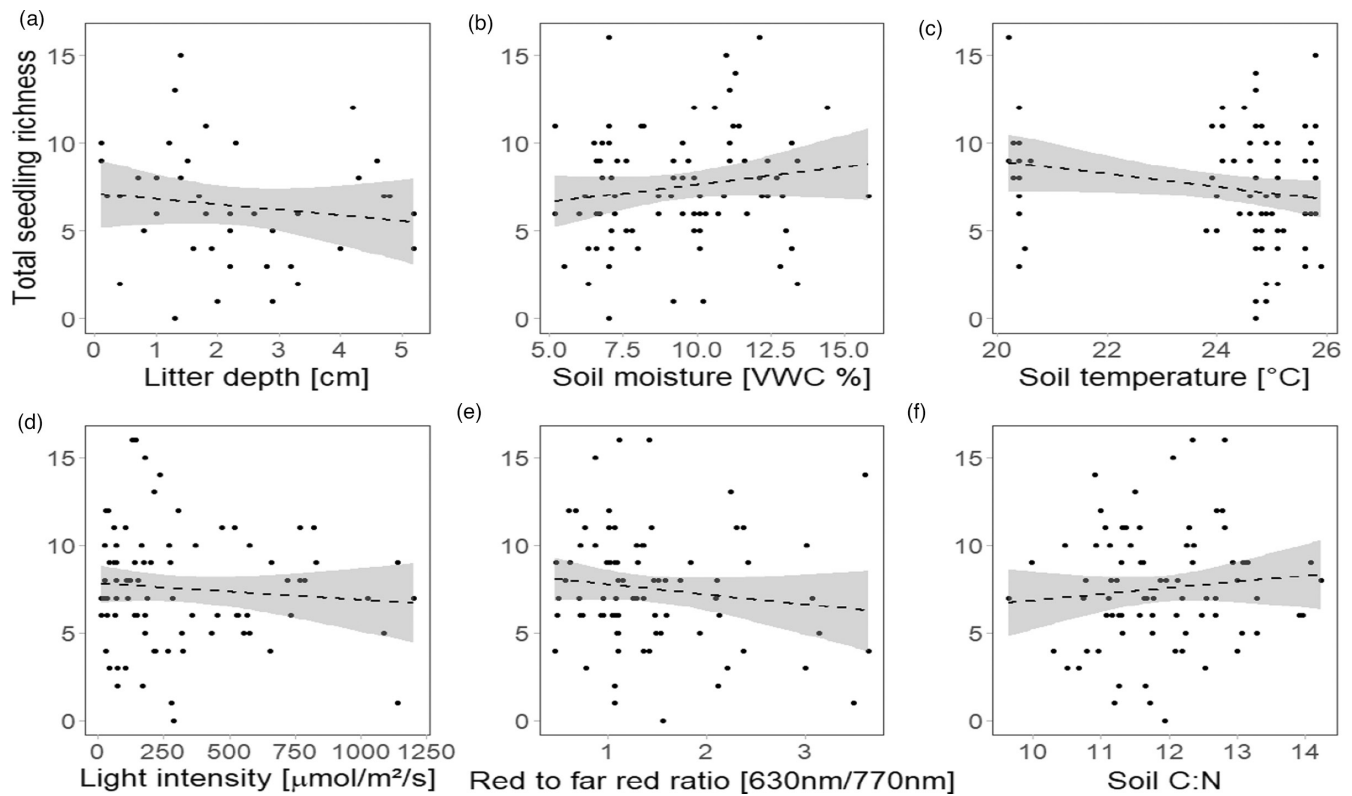 (a)
(b)
(c)
Total seedling richness
15
10
5
0
0 1 2 3 4 5
Litter depth [cm]
15
10
5
0
5.0 7.5 10.0 12.5 15.0
Soil moisture [VWC %]
15
10
5
0
20 22 24 26
Soil temperature [°C]
(d)
(e)
(f)
15
10
5
0
0 250 500 750 1000 1250
Light intensity [μmol/m²/s]
15
10
5
0
1 2 3
Red to far red ratio [630nm/770nm]
15
10
5
0
10 11 12 13 14
Soil C:N